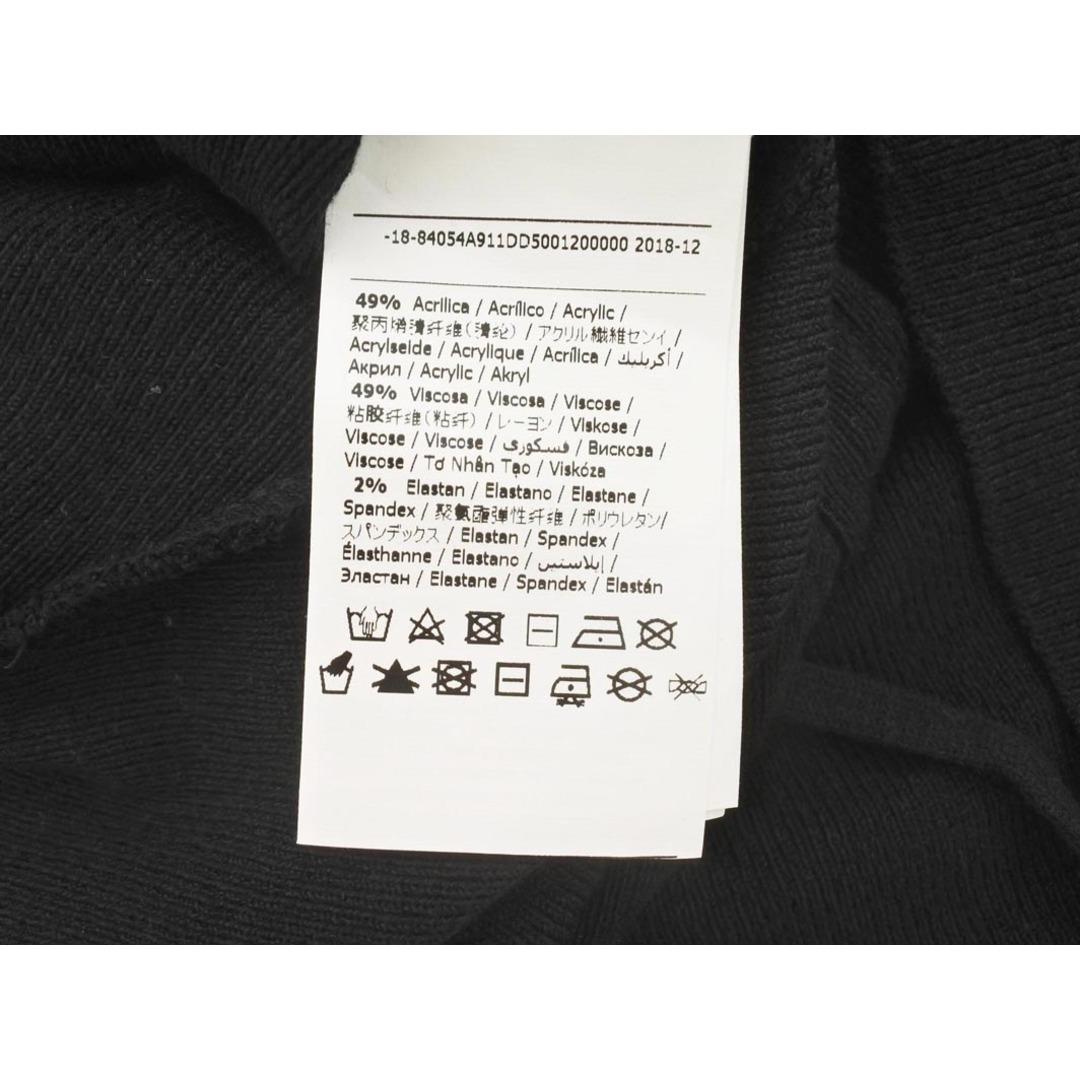 -18-84054A911DD5001200000 2018-12
49% Acrilica / Acrílico / Acrylic /
聚丙烯腈纤维(腈纶) / アクリル繊維センイ /
Acrylseide / Acrylique / Acrílica / أكريليك /
Акрил / Acrylic / Akryl
49% Viscosa / Viscosa / Viscose /
粘胶纤维(粘纤) / レーヨン / Viskose /
Viscose / Viscose / فسكوزى / Вискоза /
Viscose / Tơ Nhân Tạo / Viskóza
2% Elastan / Elastano / Elastane /
Spandex / 聚氨酯弹性纤维 / ポリウレタン/
スパンデックス / Elastan / Spandex /
Élasthanne / Elastano / إيلاستين /
Эластан / Elastane / Spandex / Elastán